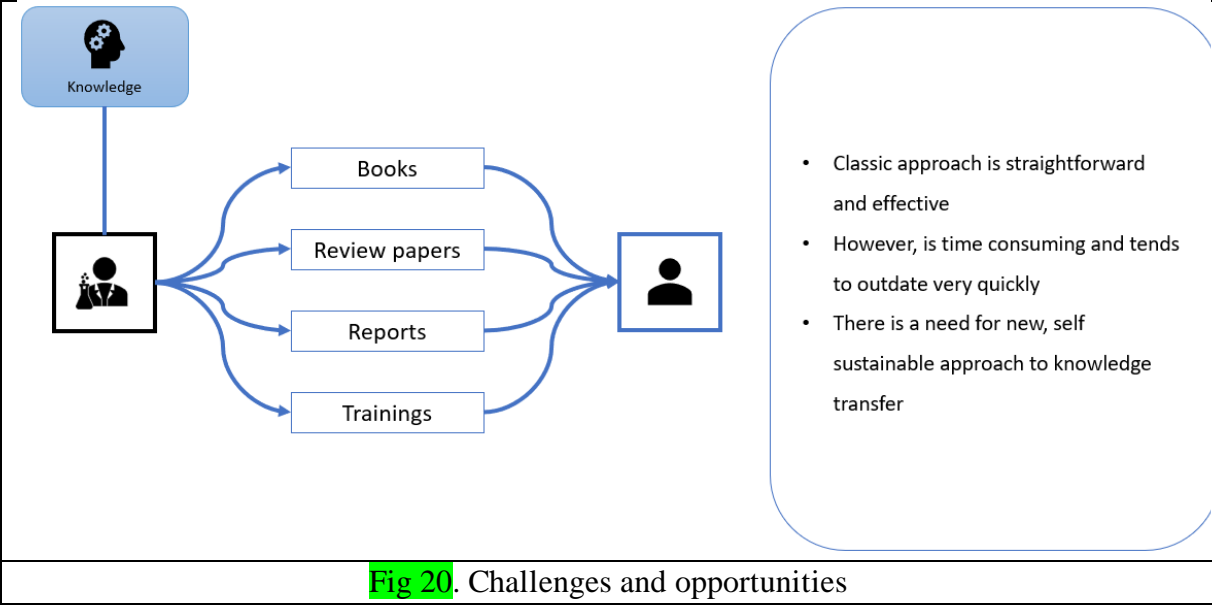 Knowledge
Books
Review papers
Reports
Trainings
• Classic approach is straightforward
and effective
• However, is time consuming and tends
to outdate very quickly
• There is a need for new, self
sustainable approach to knowledge
transfer
Fig 20. Challenges and opportunities